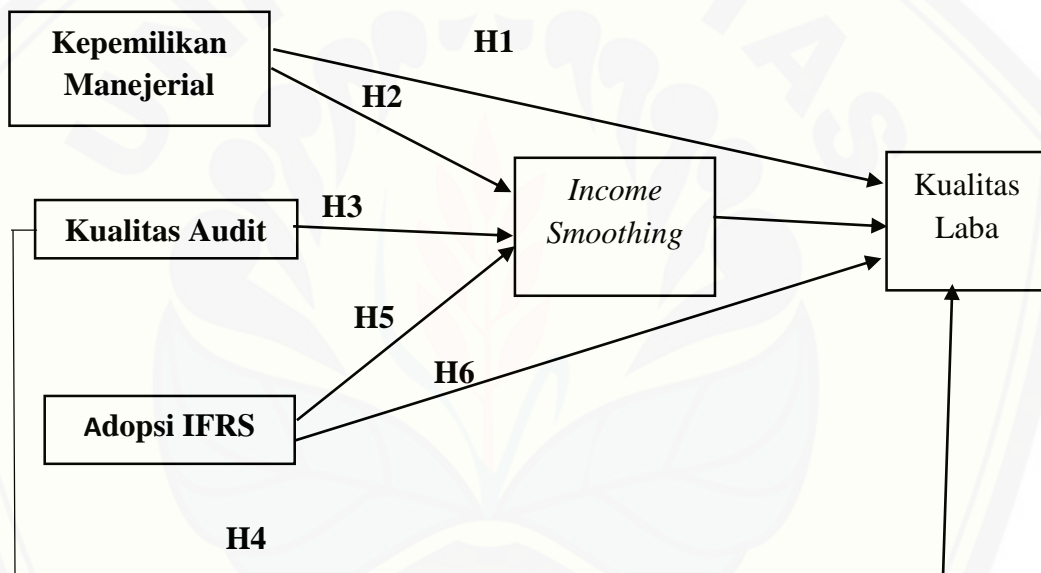 Kepemilikan
Manejerial
H1
H2
Income
Smoothing
Kualitas
Laba
Kualitas Audit
H3
H5
H6
Adopsi IFRS
H4